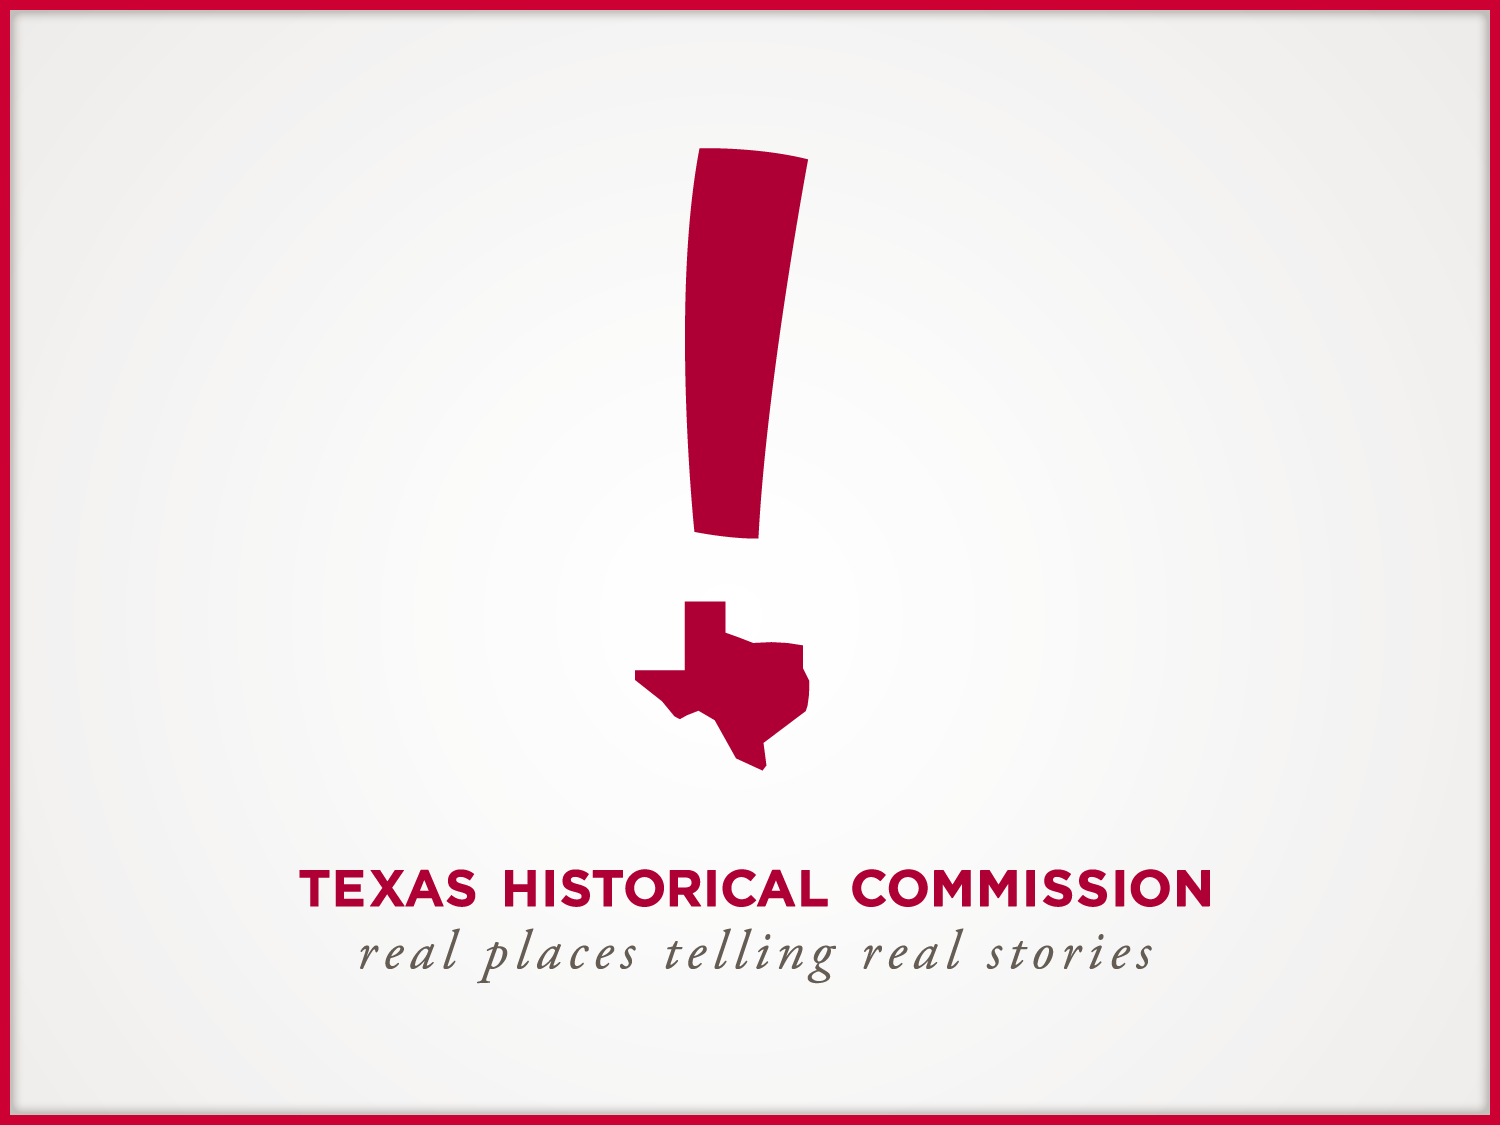 TEXAS HISTORICAL COMMISSION
real places telling real stories